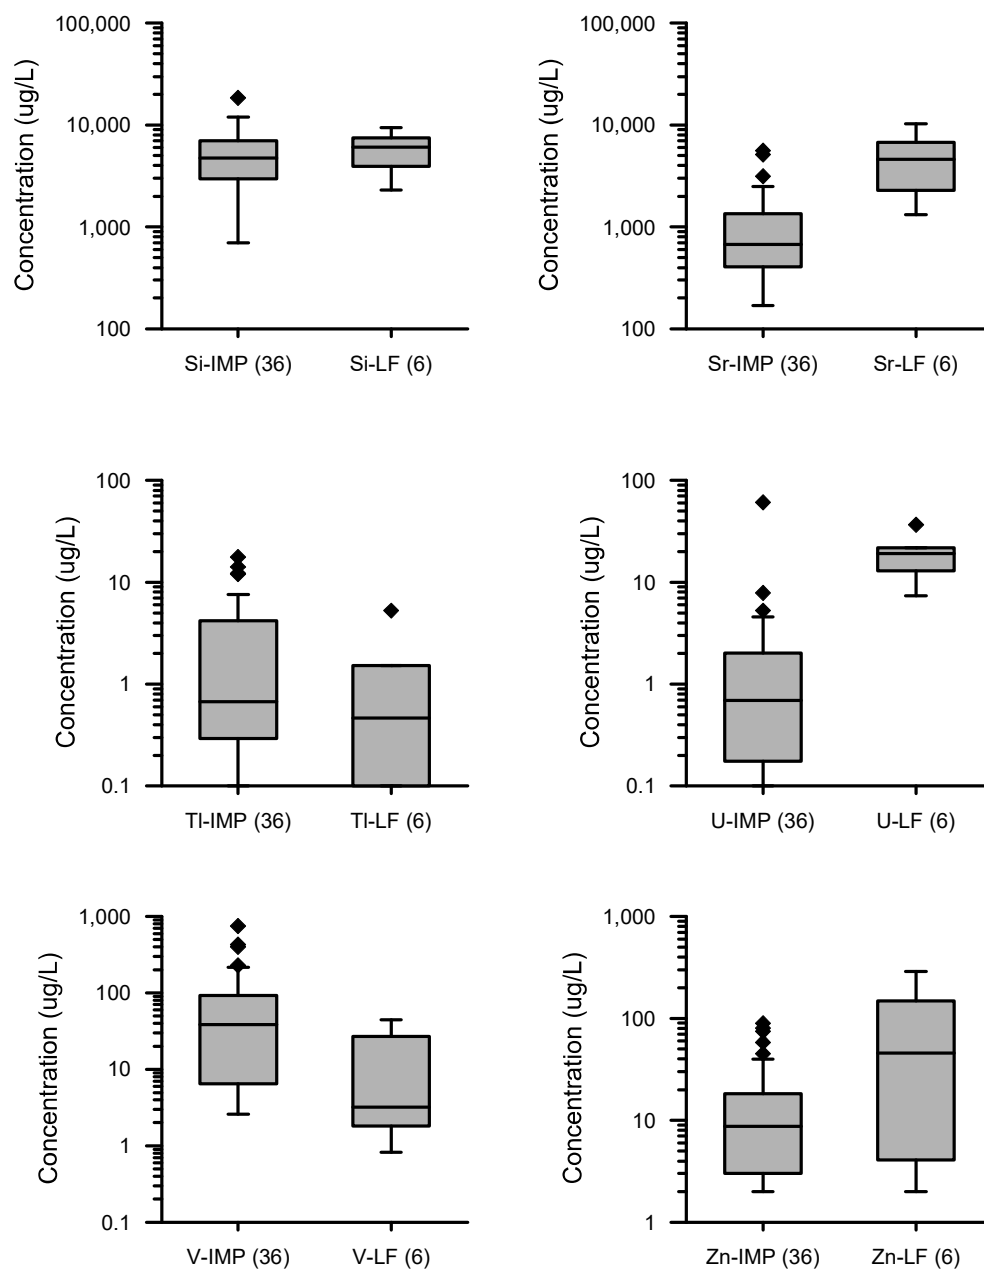 Concentration (ug/L)
100,000
10,000
1,000
100
Si-IMP (36)
Si-LF (6)
Concentration (ug/L)
100,000
10,000
1,000
100
Sr-IMP (36)
Sr-LF (6)
Concentration (ug/L)
100
10
1
0.1
Tl-IMP (36)
Tl-LF (6)
Concentration (ug/L)
100
10
1
0.1
U-IMP (36)
U-LF (6)
Concentration (ug/L)
1,000
100
10
1
0.1
V-IMP (36)
V-LF (6)
Concentration (ug/L)
1,000
100
10
1
Zn-IMP (36)
Zn-LF (6)